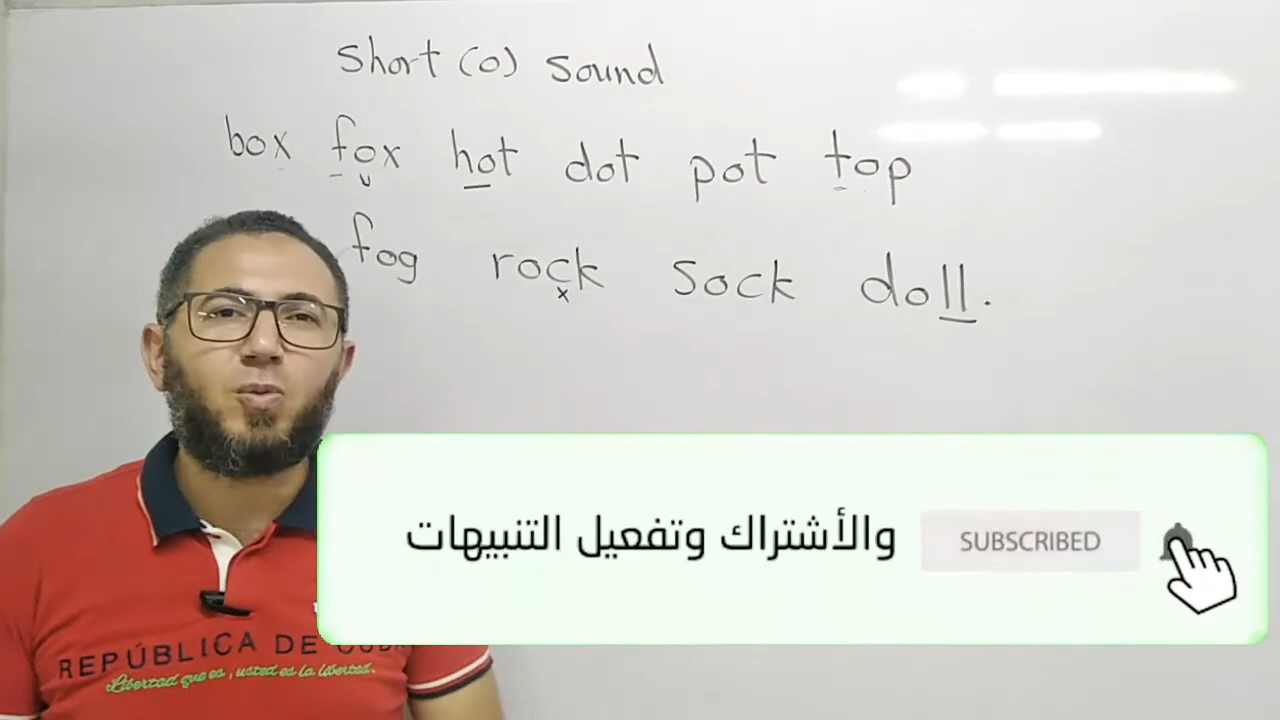 Short (o) sound
box fox hot dot pot top
fog rock sock doll.
والأشتراك وتفعيل التنبيهات
SUBSCRIBED
REPÚBLICA DE CUBA
Libertad que es, usted es la libertad.